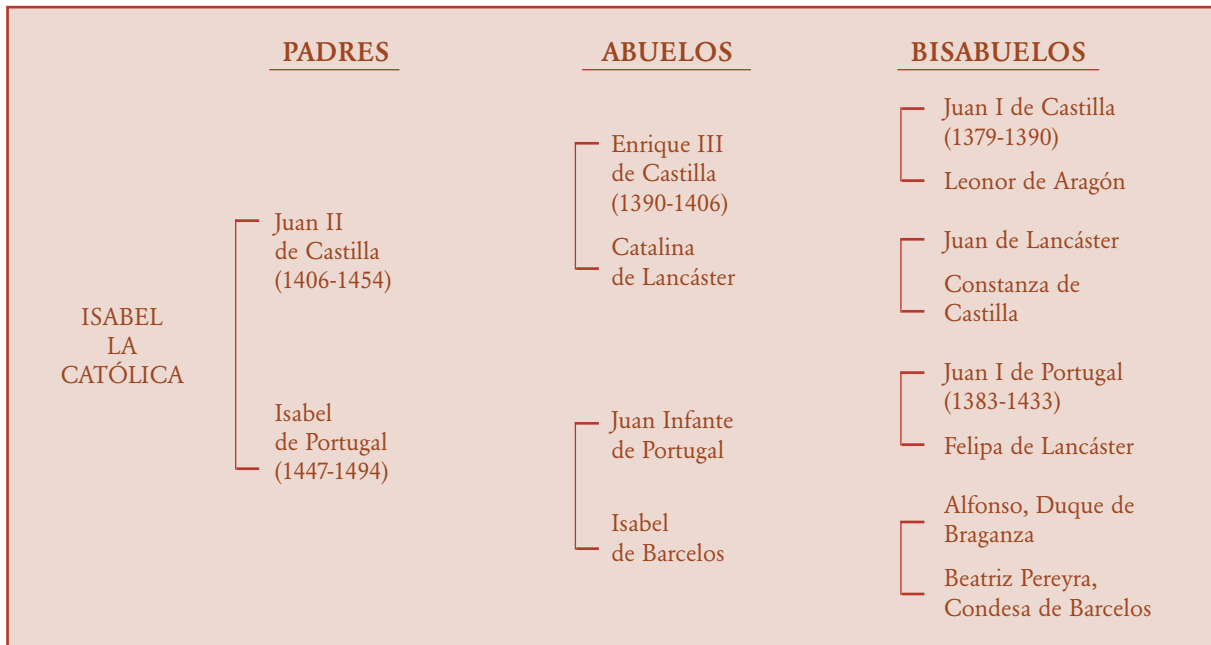 PADRES
ABUELOS
BISABUELOS
ISABEL
LA
CATÓLICA
Juan II
de Castilla
(1406-1454)
Isabel
de Portugal
(1447-1494)
Enrique III
de Castilla
(1390-1406)
Catalina
de Lancáster
Juan Infante
de Portugal
Isabel
de Barcelos
Juan I de Castilla
(1379-1390)
Leonor de Aragón
Juan de Lancáster
Constanza de
Castilla
Juan I de Portugal
(1383-1433)
Felipa de Lancáster
Alfonso, Duque de
Braganza
Beatriz Pereyra,
Condesa de Barcelos